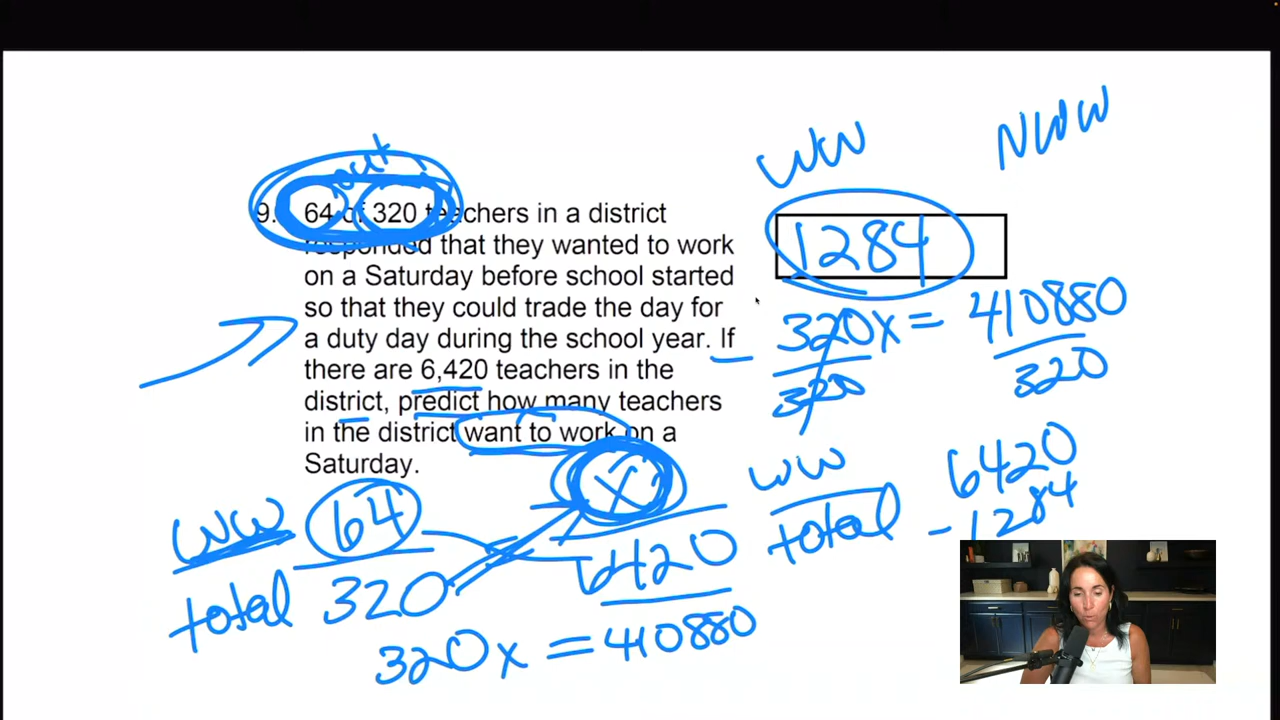 out
WW
NWW
9. 64 of 320 teachers in a district
responded that they wanted to work
on a Saturday before school started
so that they could trade the day for
a duty day during the school year. If
there are 6,420 teachers in the
district, predict how many teachers
in the district want to work on a
Saturday.
1284
320x = 410880
320 320
WW 64 x WW
total 320 6420 total
320x = 410880
6420
- 1284